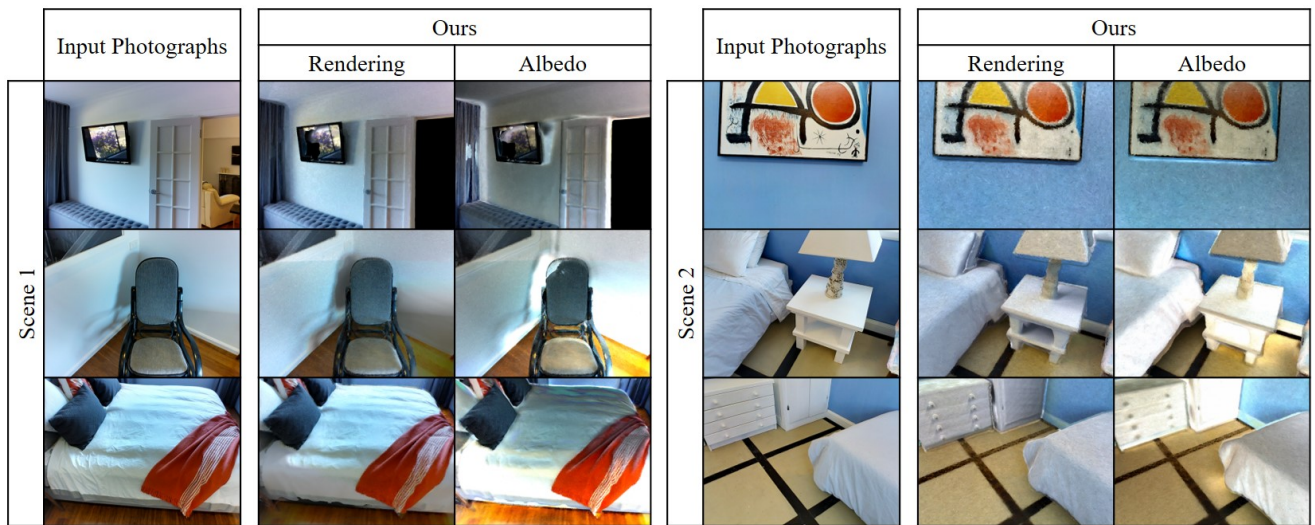 Input Photographs
Ours
Rendering
Albedo
Scene 1
Input Photographs
Ours
Rendering
Albedo
Scene 2